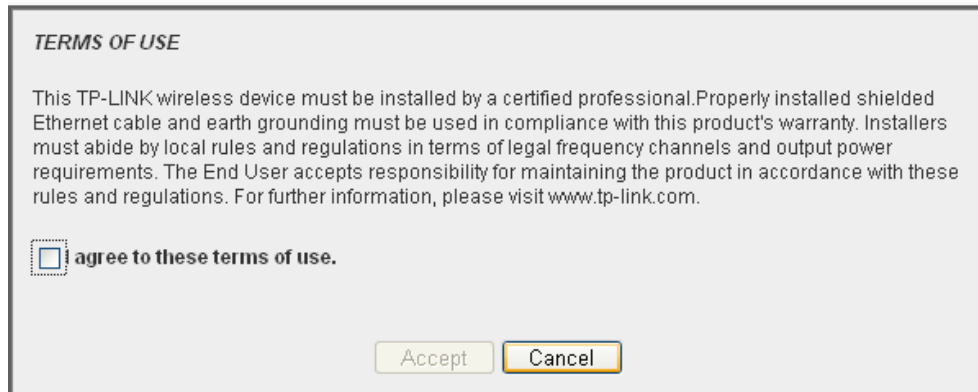 TERMS OF USE
This TP-LINK wireless device must be installed by a certified professional.Properly installed shielded
Ethernet cable and earth grounding must be used in compliance with this product's warranty. Installers
must abide by local rules and regulations in terms of legal frequency channels and output power
requirements. The End User accepts responsibility for maintaining the product in accordance with these
rules and regulations. For further information, please visit www.tp-link.com.
I agree to these terms of use.
Accept Cancel